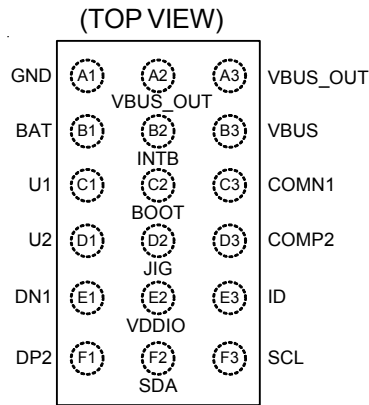 (TOP VIEW)
GND A1 A2 A3 VBUS_OUT
VBUS_OUT
BAT B1 B2 B3 VBUS
INTB
U1 C1 C2 C3 COMN1
BOOT
U2 D1 D2 D3 COMP2
JIG
DN1 E1 E2 E3 ID
VDDIO
DP2 F1 F2 F3 SCL
SDA